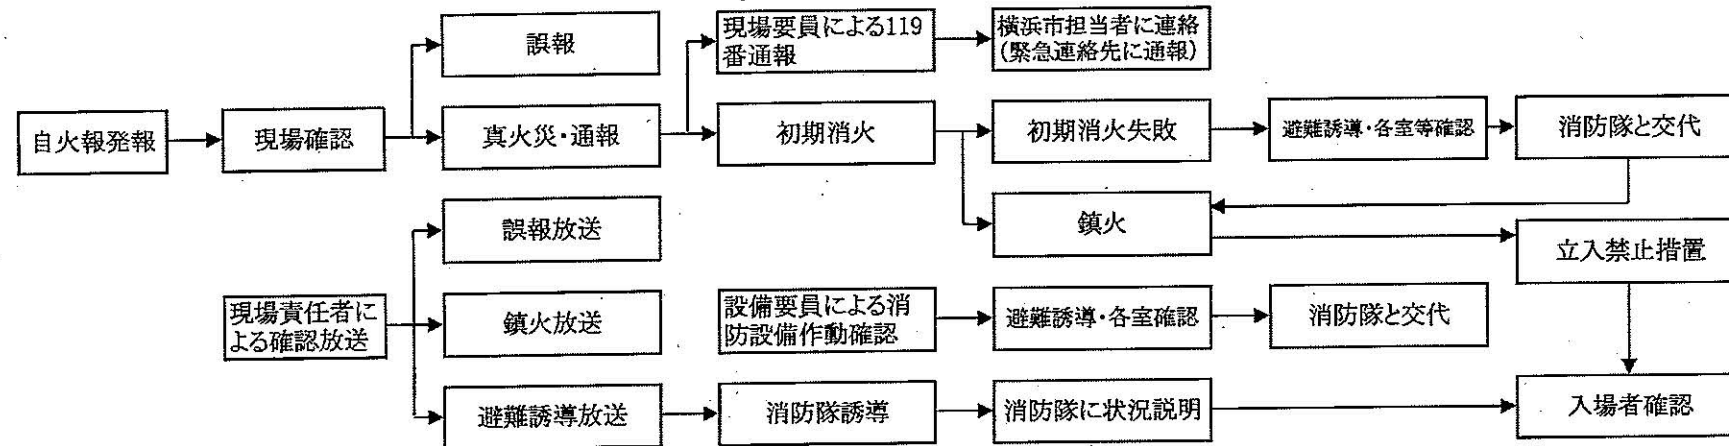 誤報
現場要員による119
番通報
横浜市担当者に連絡
(緊急連絡先に通報)
自火報発報
現場確認
真火災・通報
初期消火
初期消火失敗
避難誘導・各室等確認
消防隊と交代
誤報放送
鎮火
立入禁止措置
現場責任者に
よる確認放送
鎮火放送
設備要員による消
防設備作動確認
避難誘導・各室確認
消防隊と交代
避難誘導放送
消防隊誘導
消防隊に状況説明
入場者確認